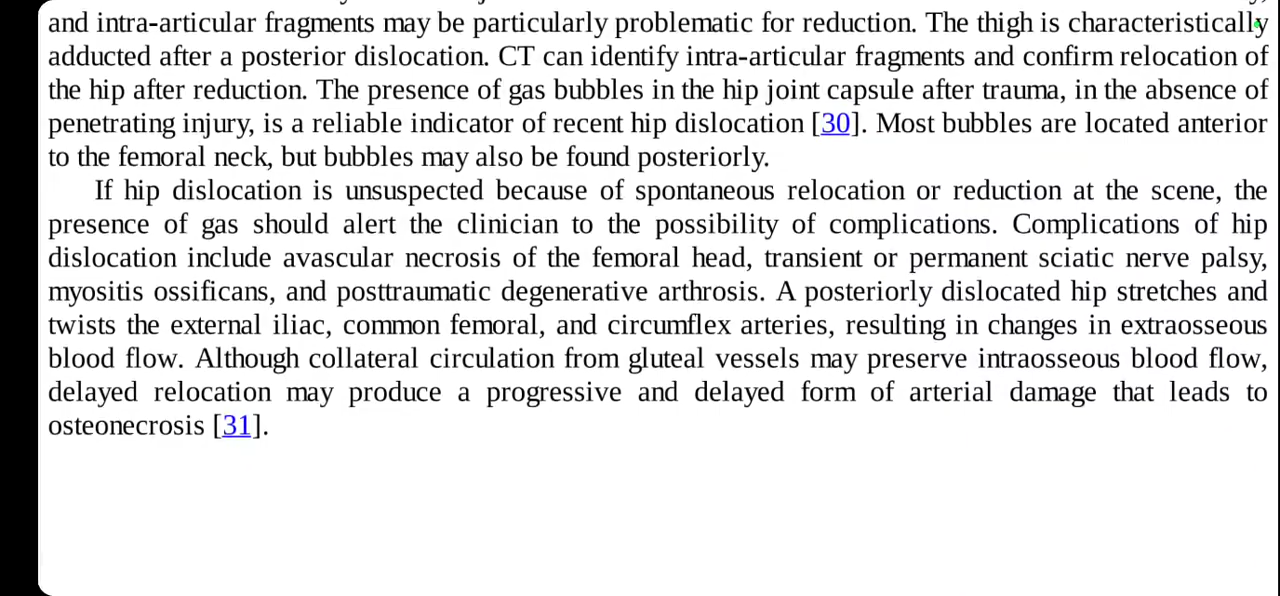 and intra-articular fragments may be particularly problematic for reduction. The thigh is characteristically
adducted after a posterior dislocation. CT can identify intra-articular fragments and confirm relocation of
the hip after reduction. The presence of gas bubbles in the hip joint capsule after trauma, in the absence of
penetrating injury, is a reliable indicator of recent hip dislocation [30]. Most bubbles are located anterior
to the femoral neck, but bubbles may also be found posteriorly.
If hip dislocation is unsuspected because of spontaneous relocation or reduction at the scene, the
presence of gas should alert the clinician to the possibility of complications. Complications of hip
dislocation include avascular necrosis of the femoral head, transient or permanent sciatic nerve palsy,
myositis ossificans, and posttraumatic degenerative arthrosis. A posteriorly dislocated hip stretches and
twists the external iliac, common femoral, and circumflex arteries, resulting in changes in extraosseous
blood flow. Although collateral circulation from gluteal vessels may preserve intraosseous blood flow,
delayed relocation may produce a progressive and delayed form of arterial damage that leads to
osteonecrosis [31].